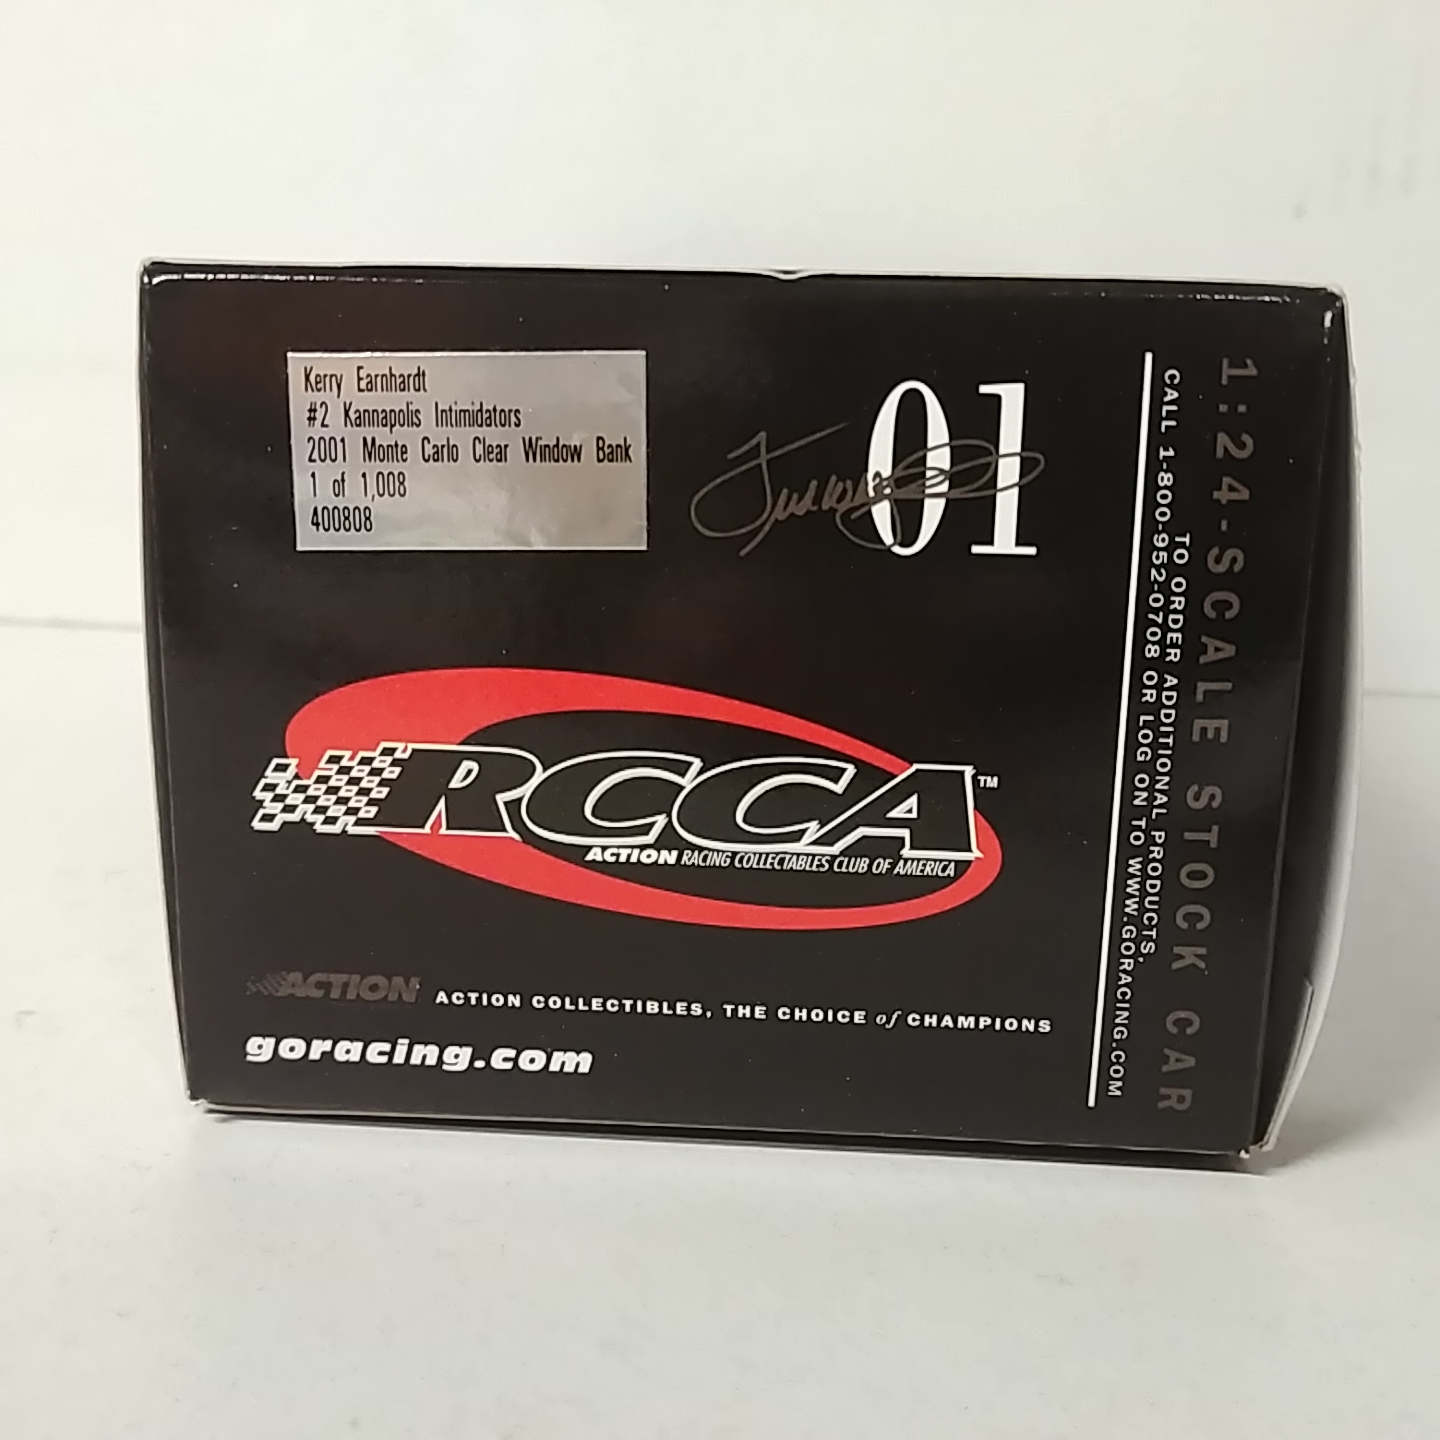 Kerry Earnhardt
#2 Kannapolis Intimidators
2001 Monte Carlo Clear Window Bank
1 of 1,008
400808
01
RCCA™
ACTION RACING COLLECTABLES CLUB OF AMERICA
ACTION
ACTION COLLECTIBLES, THE CHOICE of CHAMPIONS
goracing.com
1:24-SCALE STOCK CAR
TO ORDER ADDITIONAL PRODUCTS,
CALL 1-800-952-0708 OR LOG ON TO WWW.GORACING.COM